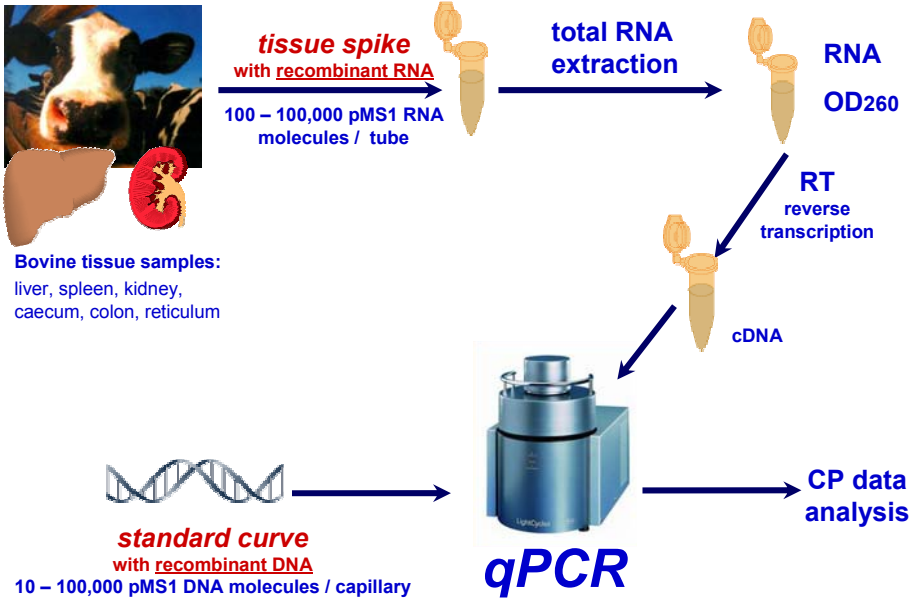 tissue spike
with recombinant RNA
100 – 100,000 pMS1 RNA
molecules / tube
total RNA
extraction
RNA
OD260
RT
reverse
transcription
cDNA
Bovine tissue samples:
liver, spleen, kidney,
caecum, colon, reticulum
standard curve
with recombinant DNA
10 – 100,000 pMS1 DNA molecules / capillary
LightCycler
qPCR
CP data
analysis